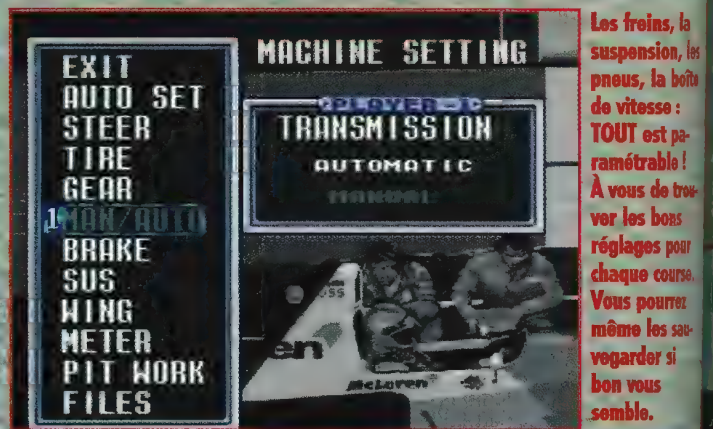 MACHINE SETTING
EXIT
AUTO SET
STEER
TIRE
GEAR
1 MAN/AUTO
BRAKE
SUS
WING
METER
PIT WORK
FILES
PLAYER
TRANSMISSION
AUTOMATIC
MANUAL
McLaren
Les freins, la
suspension, les
pneus, la boîte
de vitesse :
TOUT est pa-
ramétrable !
À vous de trou-
ver les bons
réglages pour
chaque course.
Vous pourrez
même les sau-
vegarder si
bon vous
semble.